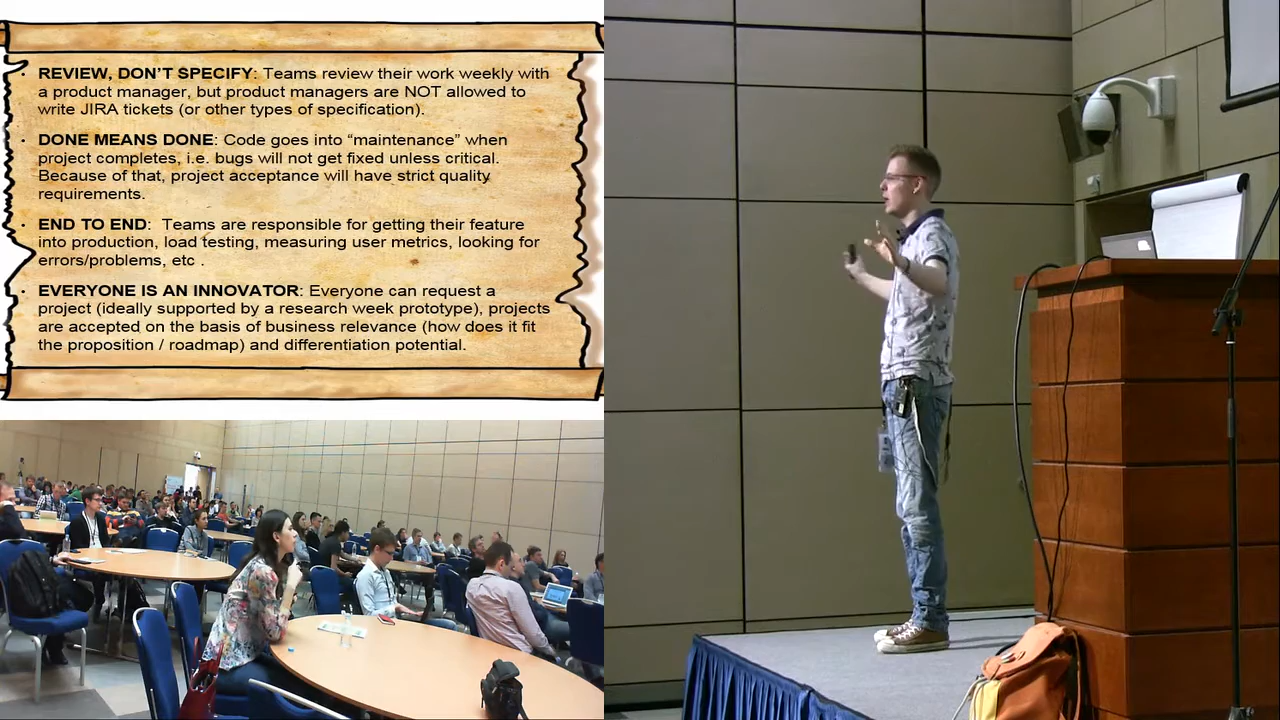 • REVIEW, DON'T SPECIFY: Teams review their work weekly with
a product manager, but product managers are NOT allowed to
write JIRA tickets (or other types of specification).
• DONE MEANS DONE: Code goes into “maintenance” when
project completes, i.e. bugs will not get fixed unless critical.
Because of that, project acceptance will have strict quality
requirements.
• END TO END:  Teams are responsible for getting their feature
into production, load testing, measuring user metrics, looking for
errors/problems, etc .
• EVERYONE IS AN INNOVATOR: Everyone can request a
project (ideally supported by a research week prototype), projects
are accepted on the basis of business relevance (how does it fit
the proposition / roadmap) and differentiation potential.